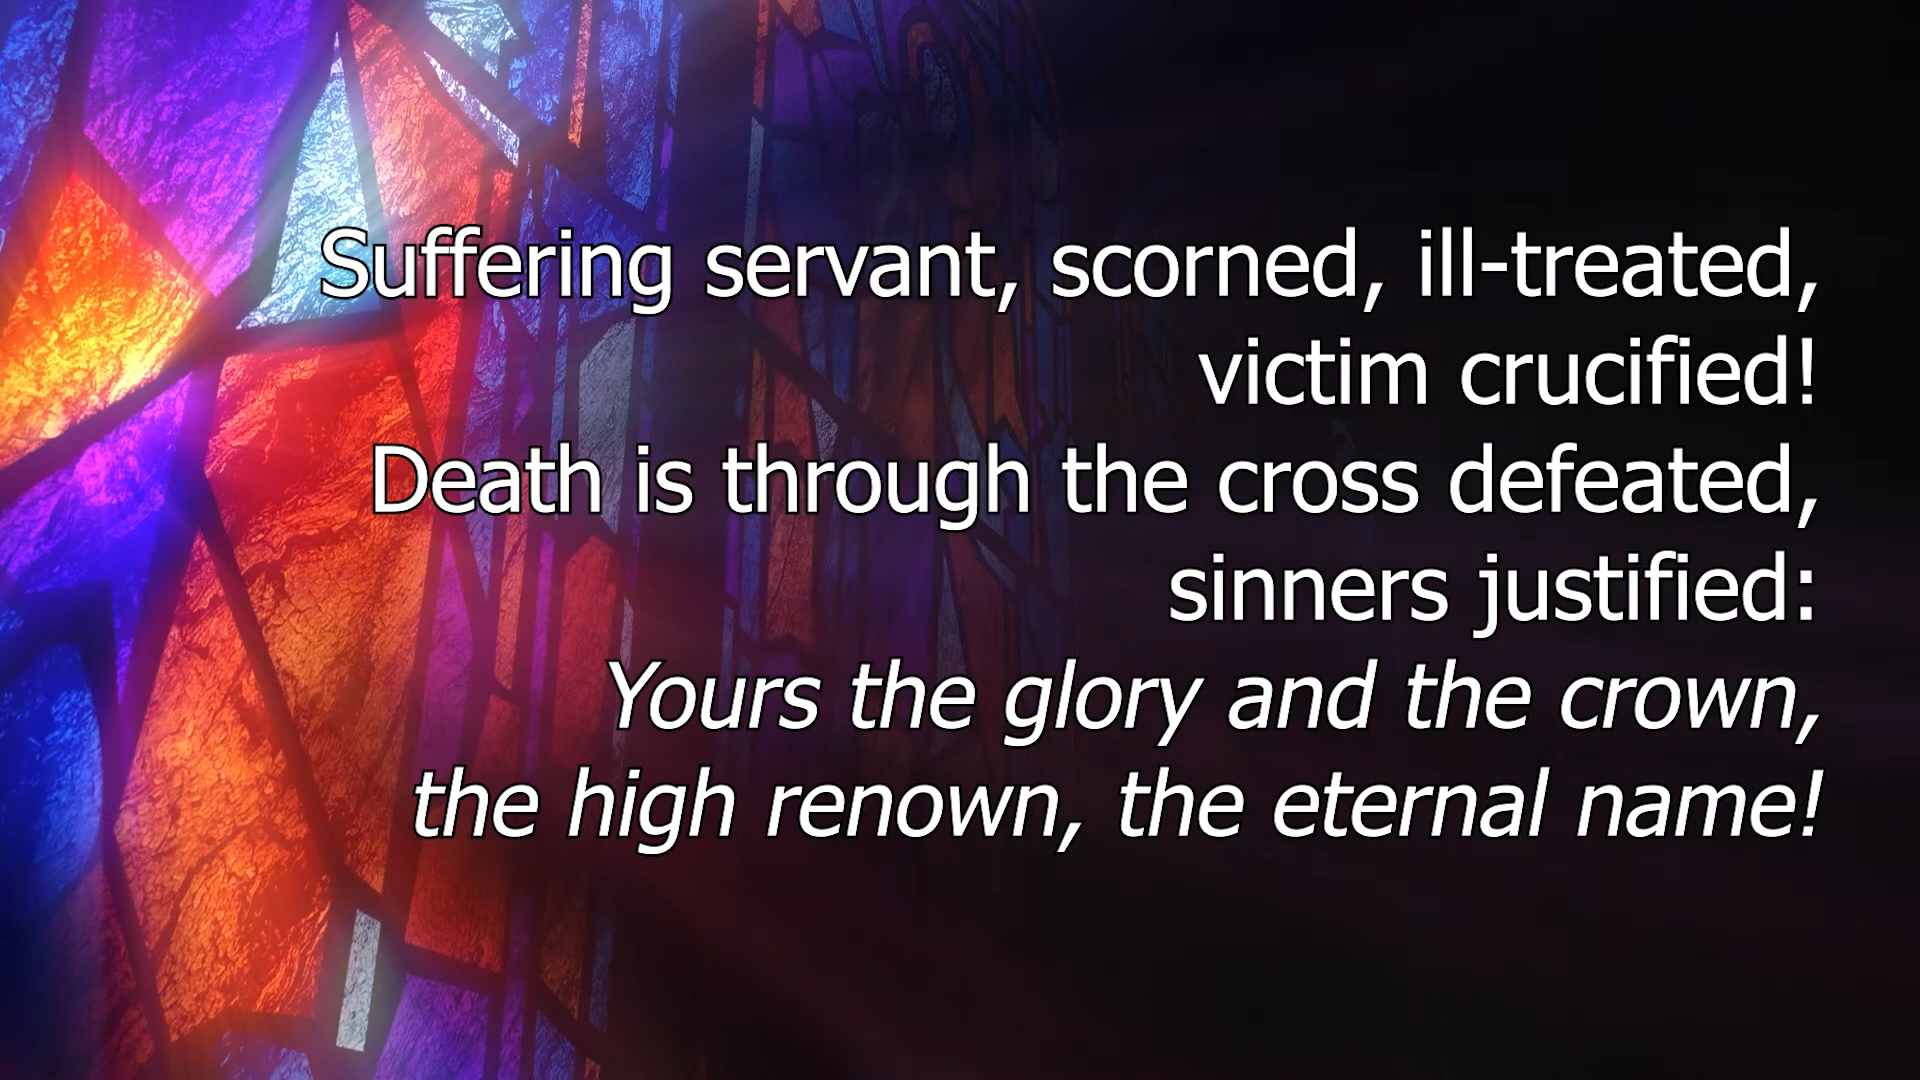 Suffering servant, scorned, ill-treated,
victim crucified!
Death is through the cross defeated,
sinners justified:
Yours the glory and the crown,
the high renown, the eternal name!